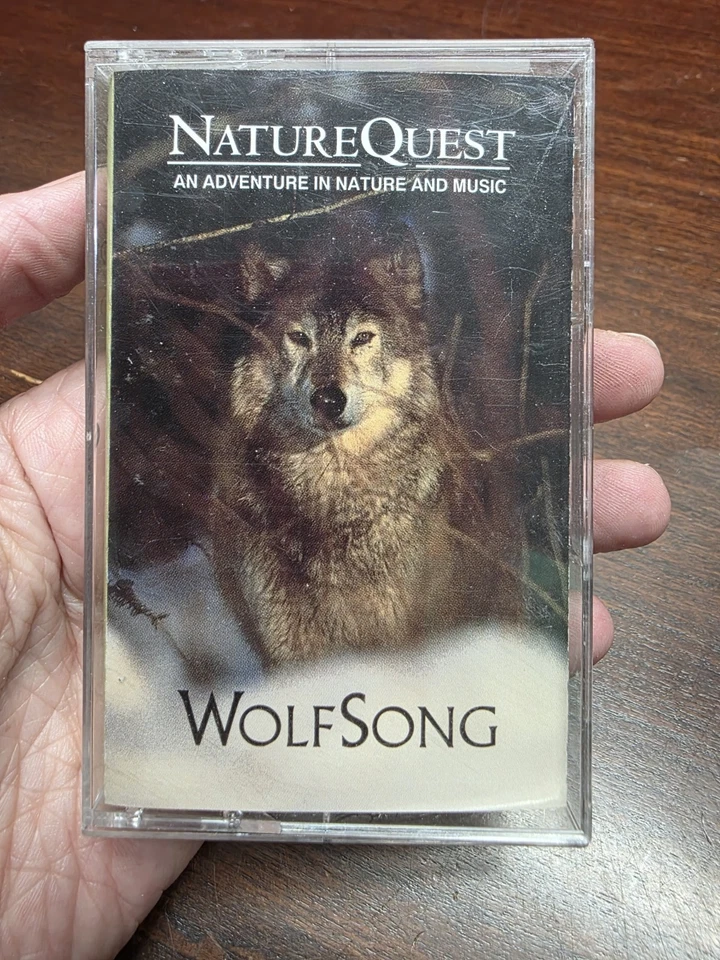 NATUREQUEST
AN ADVENTURE IN NATURE AND MUSIC
WOLFSONG